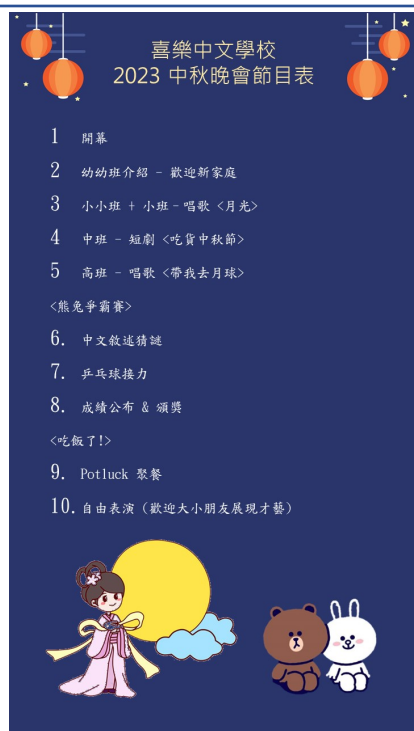 喜樂中文學校
2023 中秋晚會節目表
1 開幕
2 幼幼班介紹 - 歡迎新家庭
3 小小班 + 小班 - 唱歌 <月光>
4 中班 - 短劇 <吃貨中秋節>
5 高班 - 唱歌 <帶我去月球>
<熊兔爭霸賽>
6. 中文敘述猜謎
7. 乒乓球接力
8. 成績公布 & 頒獎
<吃飯了!>
9. Potluck 聚餐
10. 自由表演 (歡迎大小朋友展現才藝)